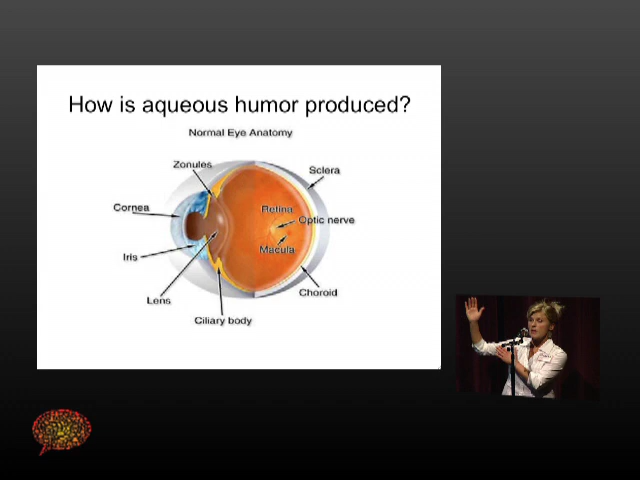 How is aqueous humor produced?
Normal Eye Anatomy
Zonules
Sclera
Cornea
Retina
Optic nerve
Macula
Iris
Lens
Choroid
Ciliary body